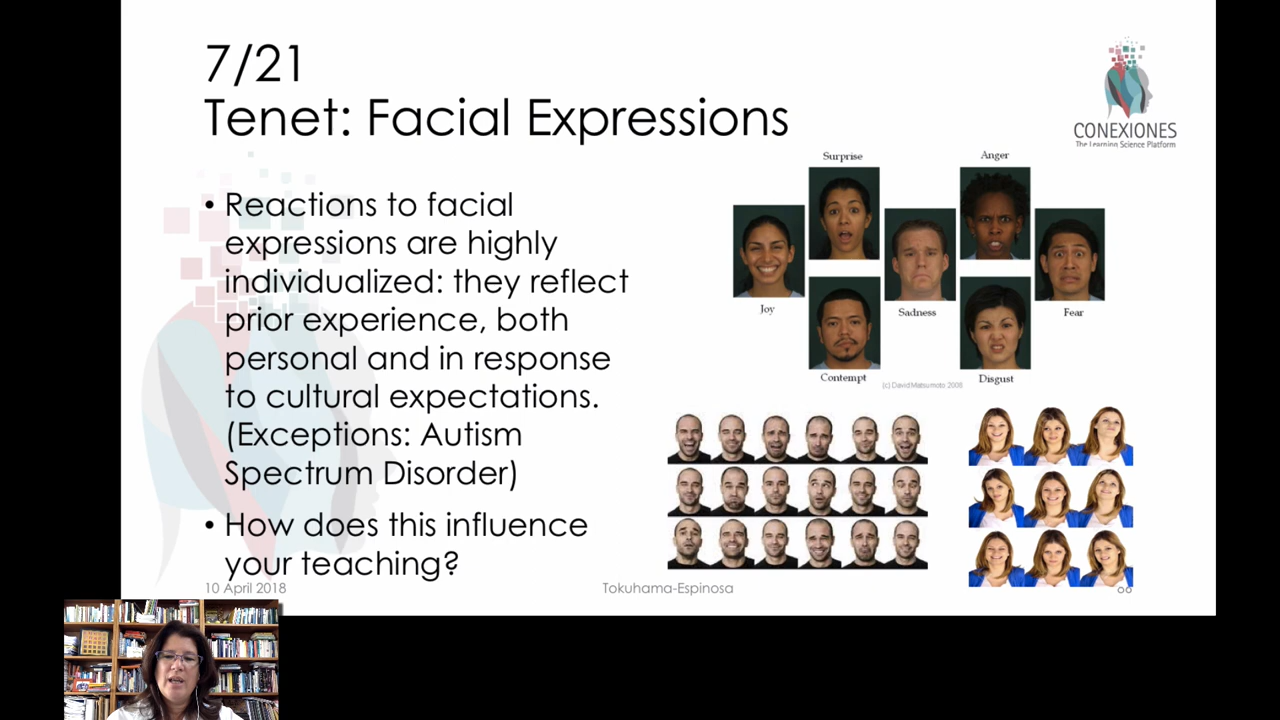 7/21
Tenet: Facial Expressions
CONEXIONES
The Learning Science Platform
• Reactions to facial
expressions are highly
individualized: they reflect
prior experience, both
personal and in response
to cultural expectations.
(Exceptions: Autism
Spectrum Disorder)
• How does this influence
your teaching?
Surprise
Anger
Joy
Sadness
Fear
Contempt
(c) David Matsumoto 2008
Disgust
10 April 2018
Tokuhama-Espinosa